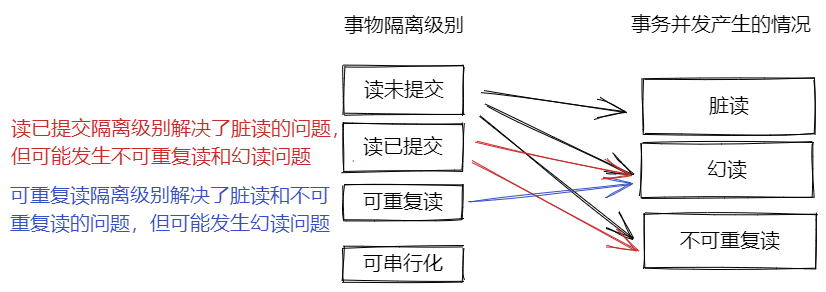 事物隔离级别
事务并发产生的情况
读未提交
脏读
读已提交隔离级别解决了脏读的问题，
但可能发生不可重复读和幻读问题
读已提交
幻读
可重复读隔离级别解决了脏读和不可
重复读的问题，但可能发生幻读问题
可重复读
不可重复读
可串行化